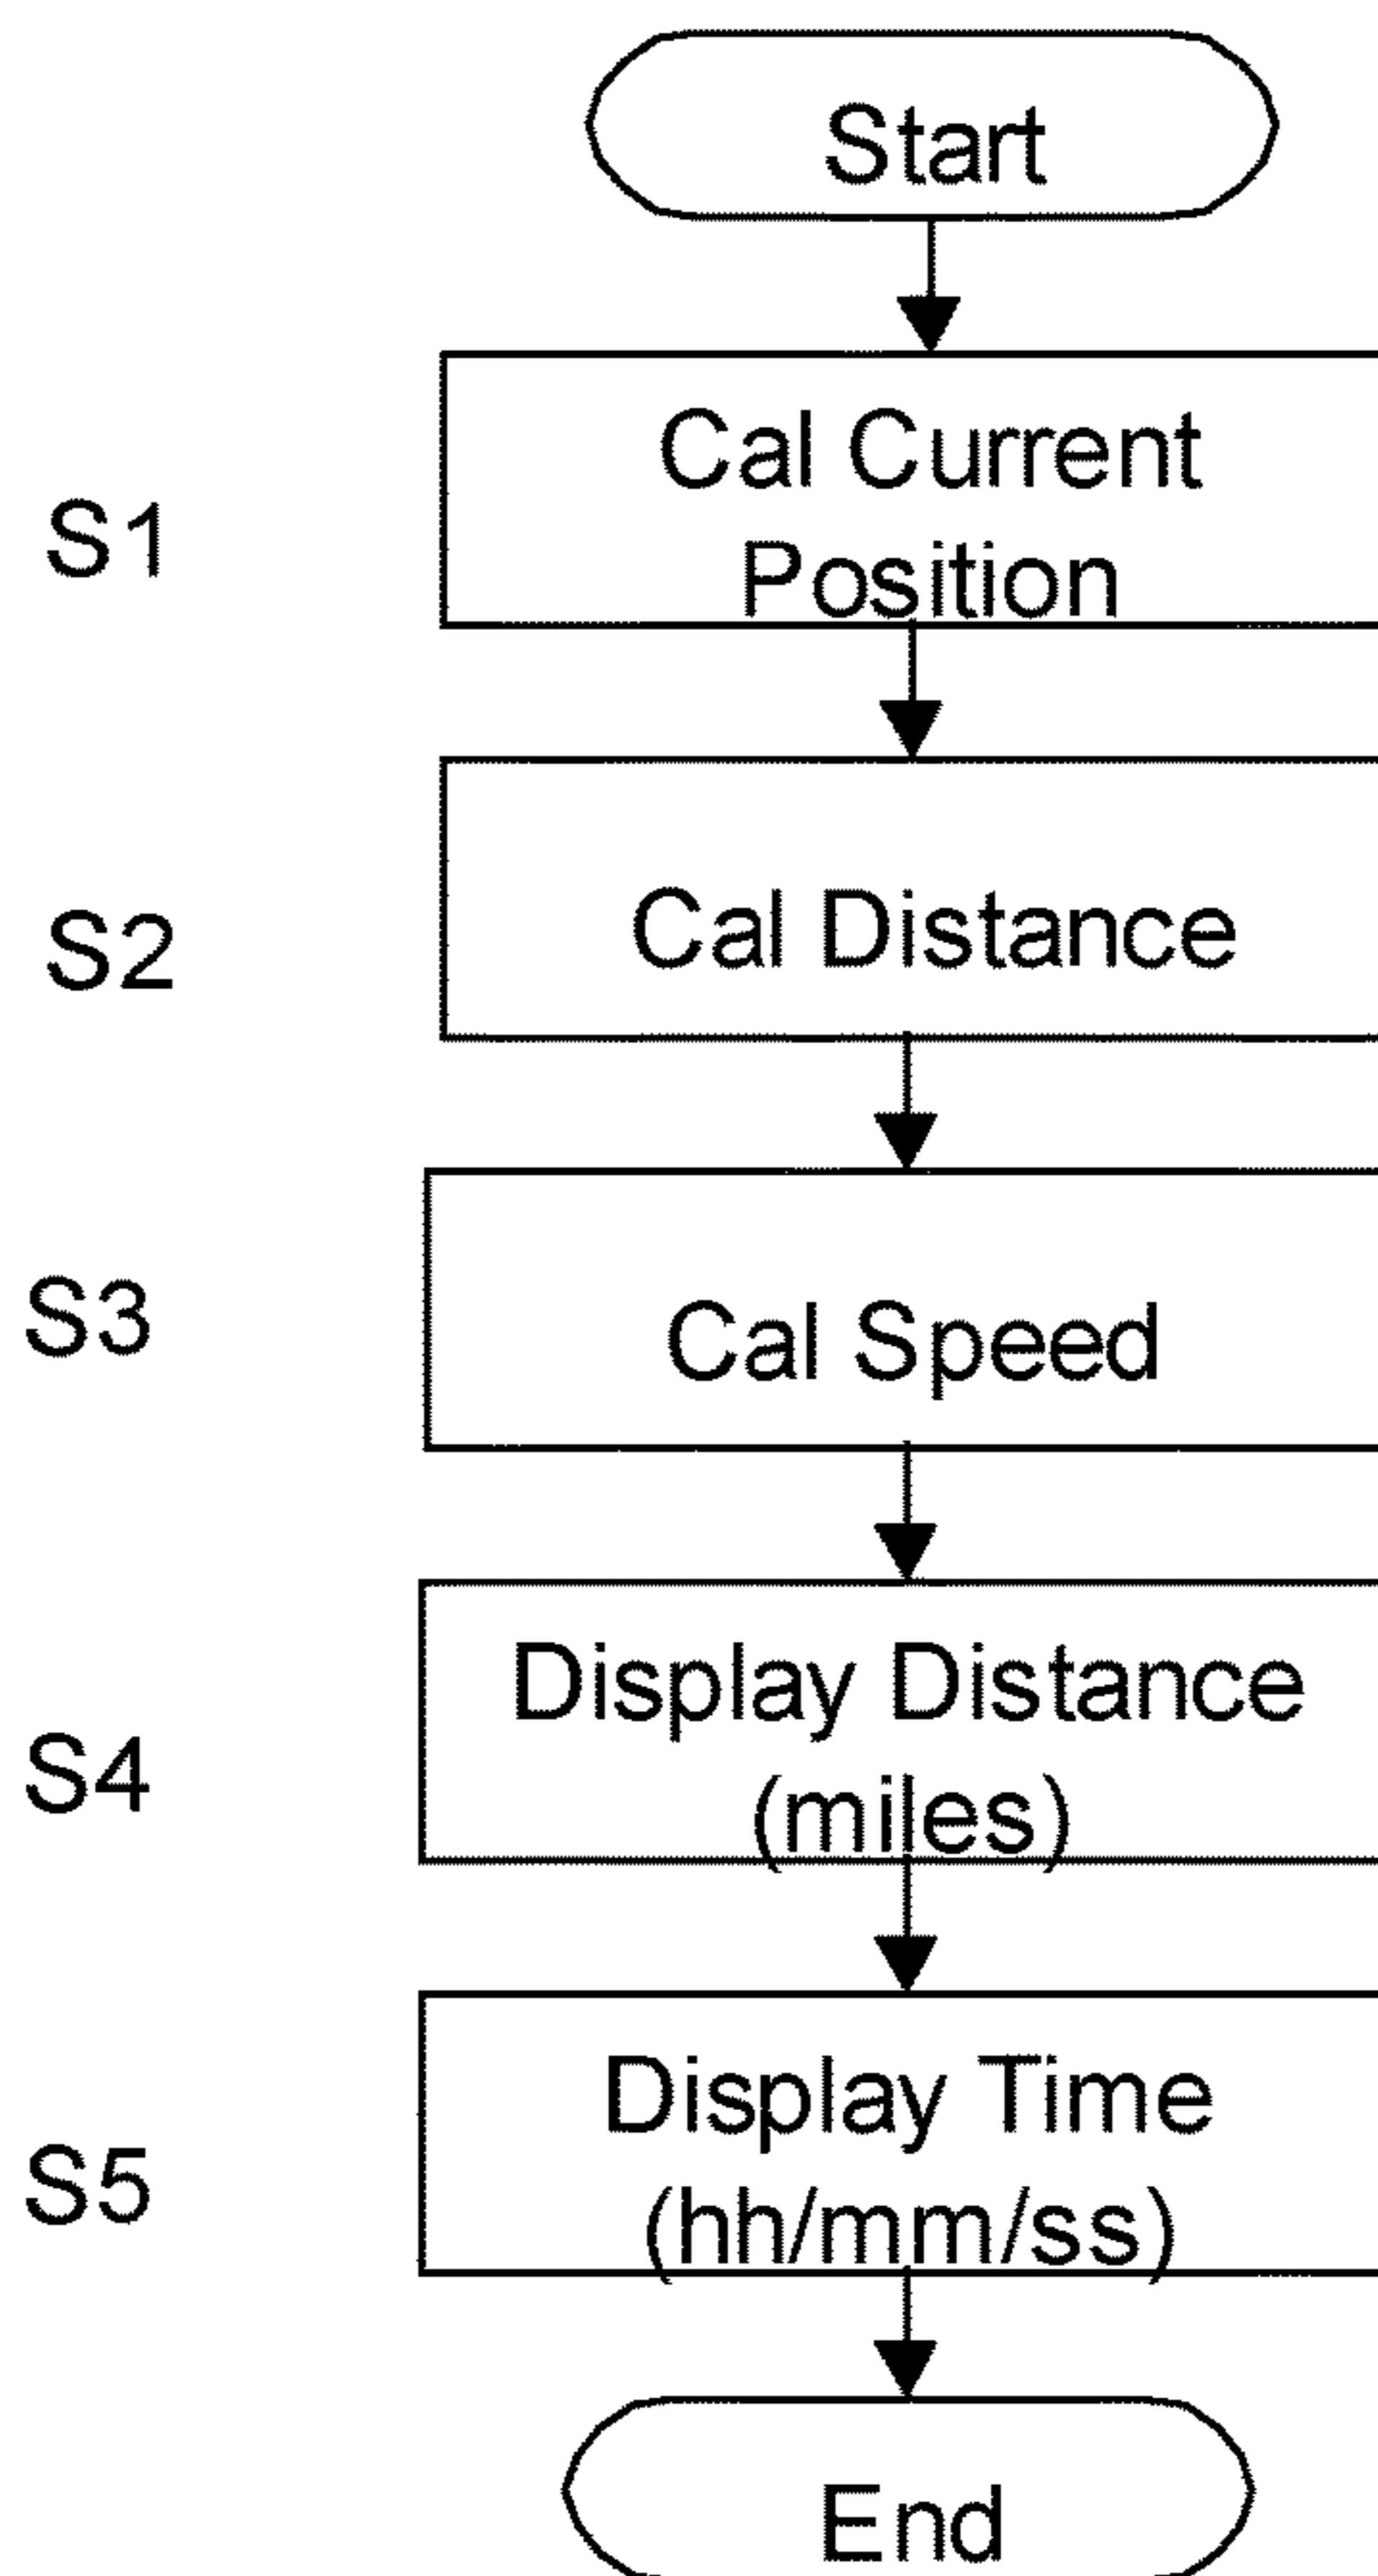 Start
S1
Cal Current
Position
S2
Cal Distance
S3
Cal Speed
S4
Display Distance
(miles)
S5
Display Time
(hh/mm/ss)
End